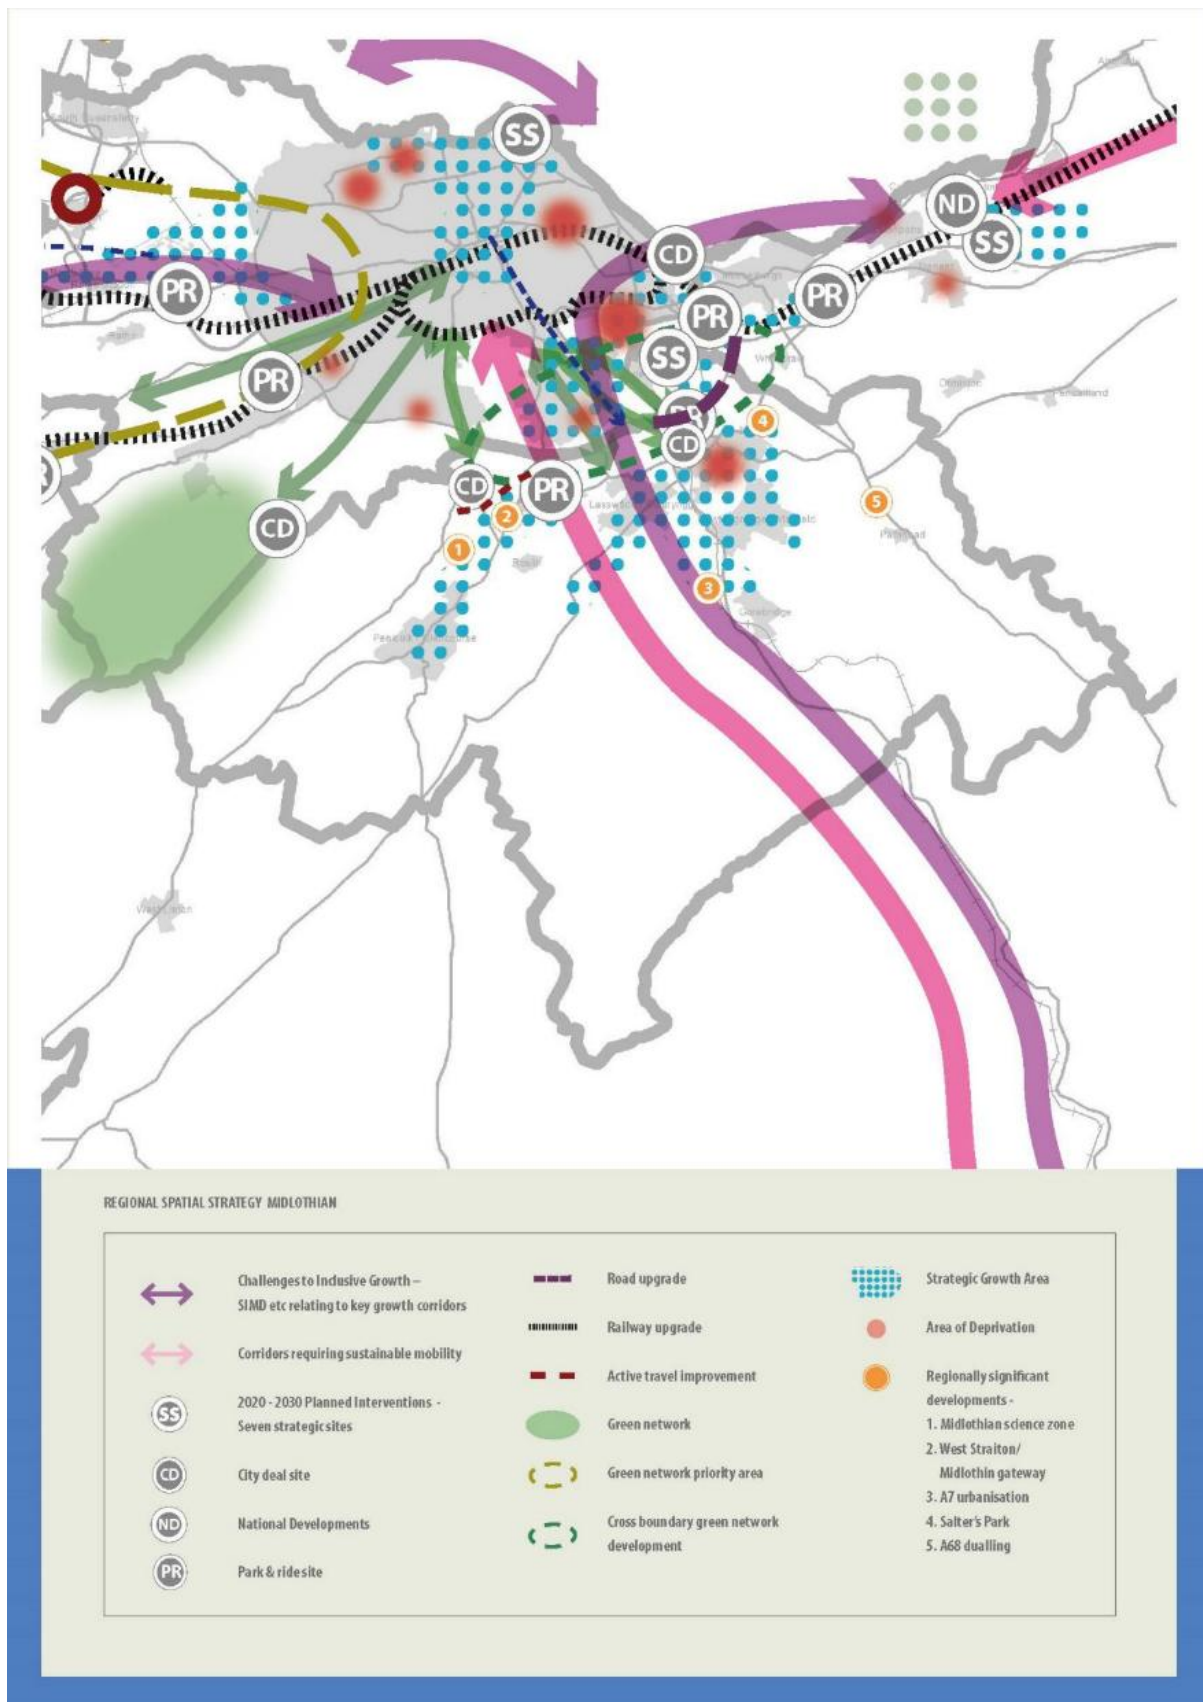 SS
ND
SS
CD
PR
PR
PR
SS
PR
4
CD
CD
PR
5
2
CD
1
3
Gorebridge
REGIONAL SPATIAL STRATEGY MIDLOTHIAN
Challenges to Inclusive Growth –
SIMD etc relating to key growth corridors
Corridors requiring sustainable mobility
SS
2020 - 2030 Planned Interventions -
Seven strategic sites
CD
City deal site
ND
National Developments
PR
Park & ride site
Road upgrade
Railway upgrade
Active travel improvement
Green network
Green network priority area
Cross boundary green network
development
Strategic Growth Area
Area of Deprivation
Regionally significant
developments -
1. Midlothian science zone
2. West Straiton/
Midlothin gateway
3. A7 urbanisation
4. Salter's Park
5. A68 dualling